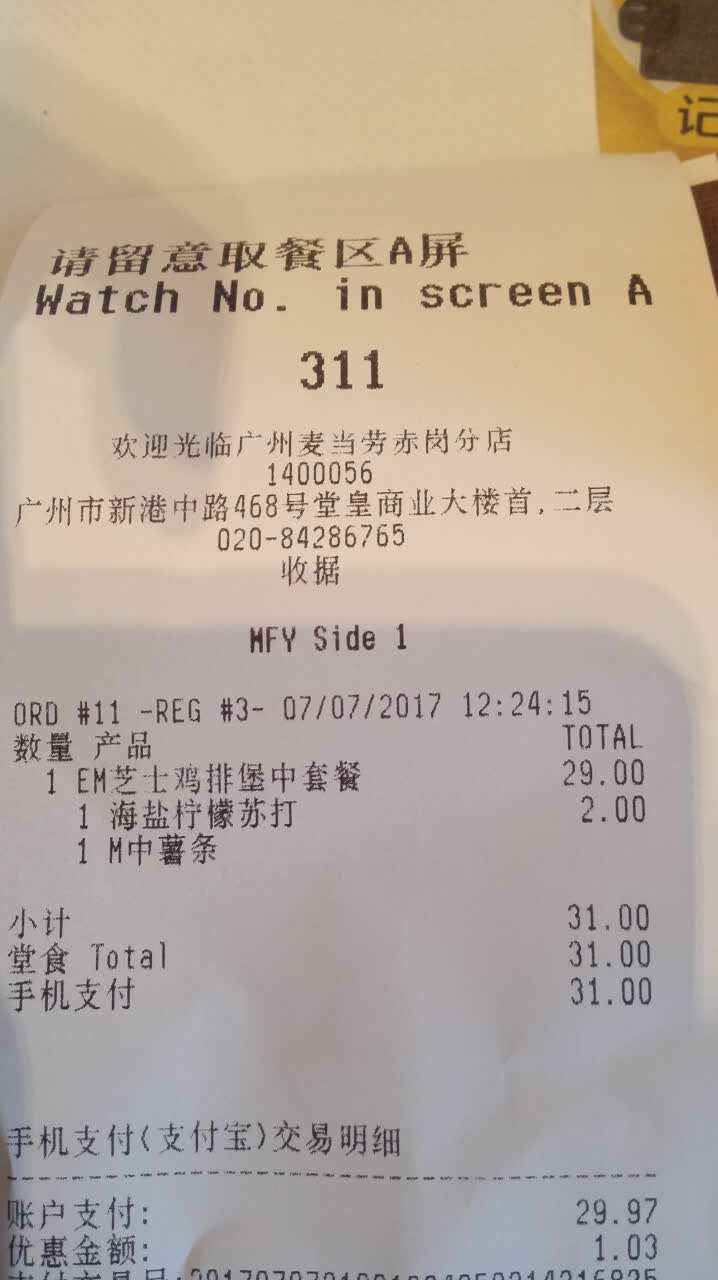 记
请留意取餐区A屏
Watch No. in screen A
311
欢迎光临广州麦当劳赤岗分店
1400056
广州市新港中路468号堂皇商业大楼首,二层
020-84286765
收据
MFY Side 1
ORD #11 -REG #3- 07/07/2017 12:24:15
数量 产品 TOTAL
1 EM芝士鸡排堡中套餐 29.00
1 海盐柠檬苏打 2.00
1 M中薯条
小计 31.00
堂食 Total 31.00
手机支付 31.00
手机支付(支付宝)交易明细
账户支付: 29.97
优惠金额: 1.03